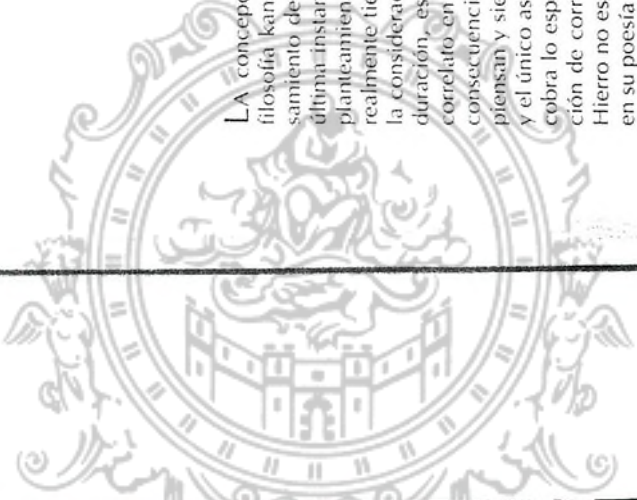 LA concepc
filosofía kan
samiento de
última instar
planteamien
realmente tie
la considerac
duración, es
correlato en
consecuenci
piensan y sie
y el único as
cobra lo esp
ción de corr
Hierro no es
en su poesía